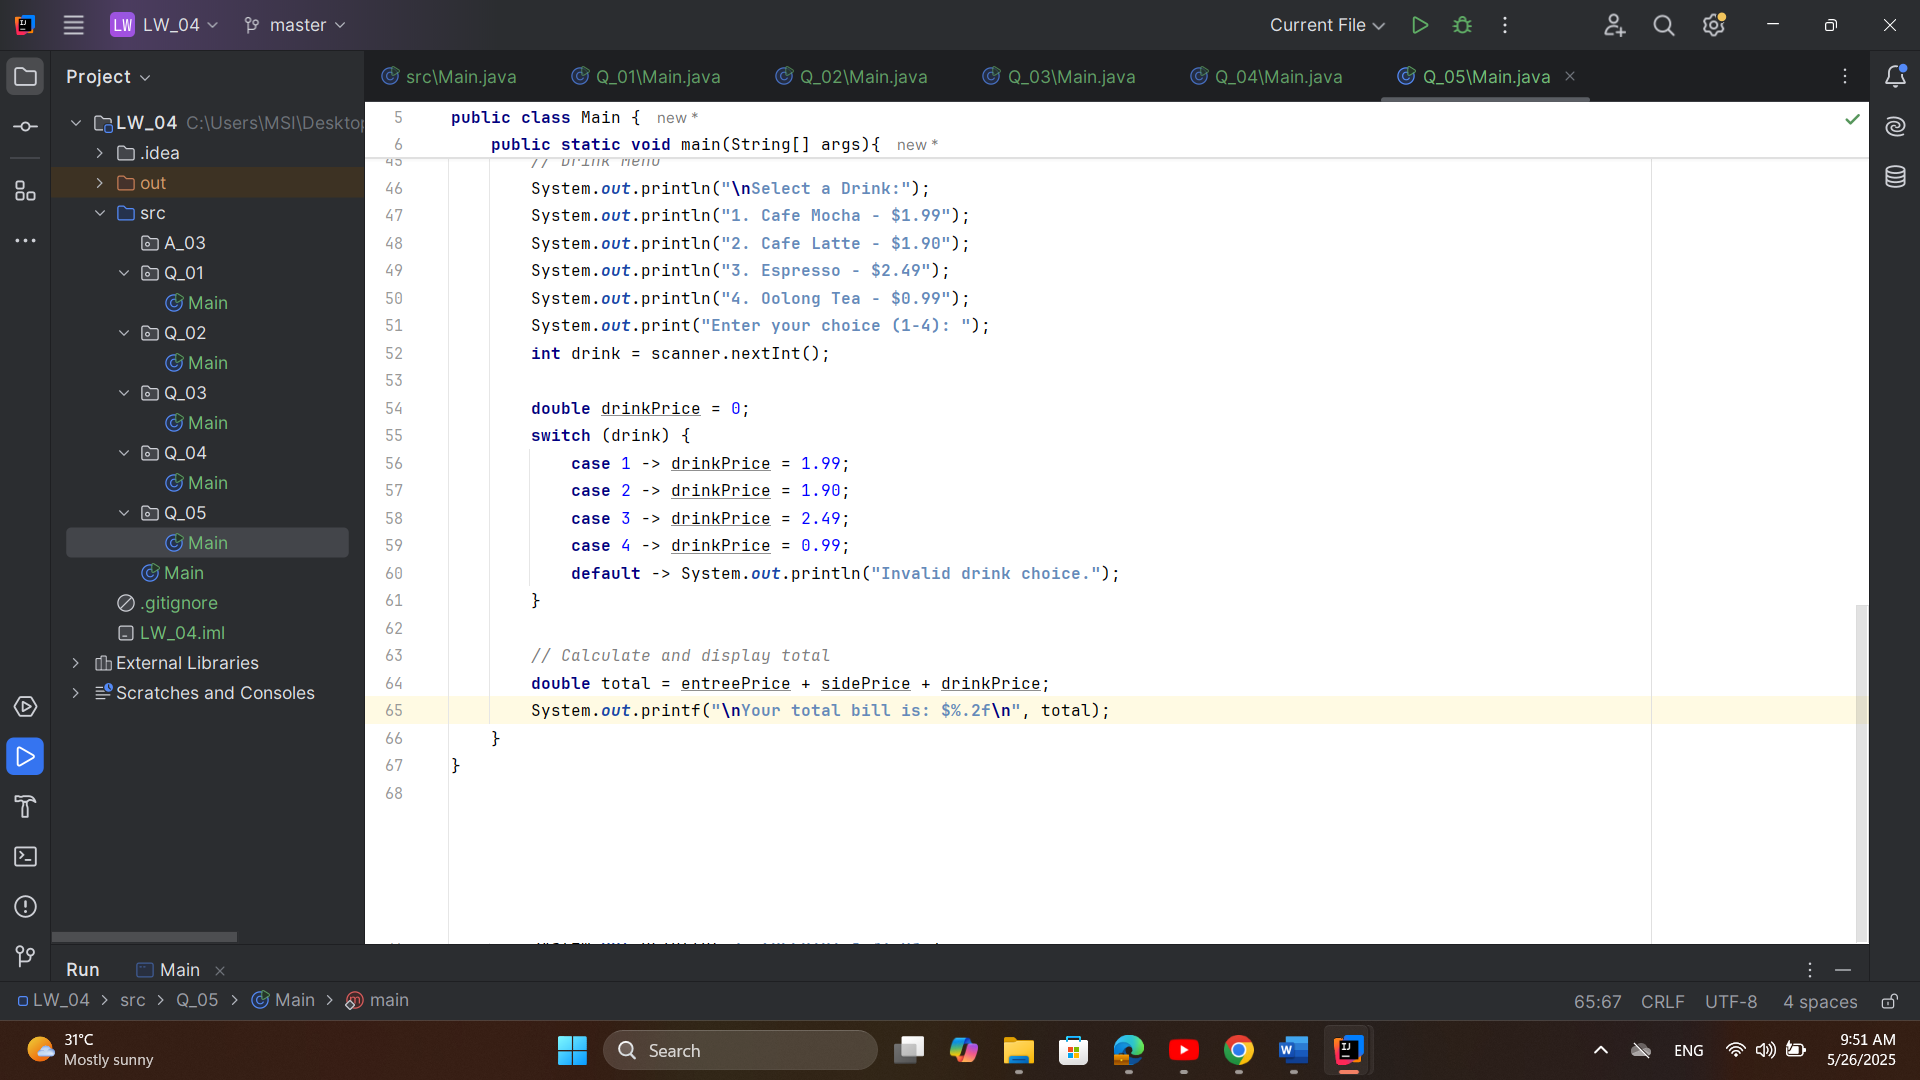 LW LW_04 master Current File
Project
src\Main.java Q_01\Main.java Q_02\Main.java Q_03\Main.java Q_04\Main.java Q_05\Main.java
LW_04 C:\Users\MSI\Desktop
.idea
out
src
A_03
Q_01
Main
Q_02
Main
Q_03
Main
Q_04
Main
Q_05
Main
Main
.gitignore
LW_04.iml
External Libraries
Scratches and Consoles
5 public class Main { new *
6 public static void main(String[] args){ new *
45 // Drink Menu
46 System.out.println("\nSelect a Drink:");
47 System.out.println("1. Cafe Mocha - $1.99");
48 System.out.println("2. Cafe Latte - $1.90");
49 System.out.println("3. Espresso - $2.49");
50 System.out.println("4. Oolong Tea - $0.99");
51 System.out.print("Enter your choice (1-4): ");
52 int drink = scanner.nextInt();
53
54 double drinkPrice = 0;
55 switch (drink) {
56 case 1 -> drinkPrice = 1.99;
57 case 2 -> drinkPrice = 1.90;
58 case 3 -> drinkPrice = 2.49;
59 case 4 -> drinkPrice = 0.99;
60 default -> System.out.println("Invalid drink choice.");
61 }
62
63 // Calculate and display total
64 double total = entreePrice + sidePrice + drinkPrice;
65 System.out.printf("\nYour total bill is: $%.2f\n", total);
66 }
67 }
68
Run Main
LW_04 > src > Q_05 > Main > main
65:67 CRLF UTF-8 4 spaces
31°C
Mostly sunny
Search
ENG
9:51 AM
5/26/2025